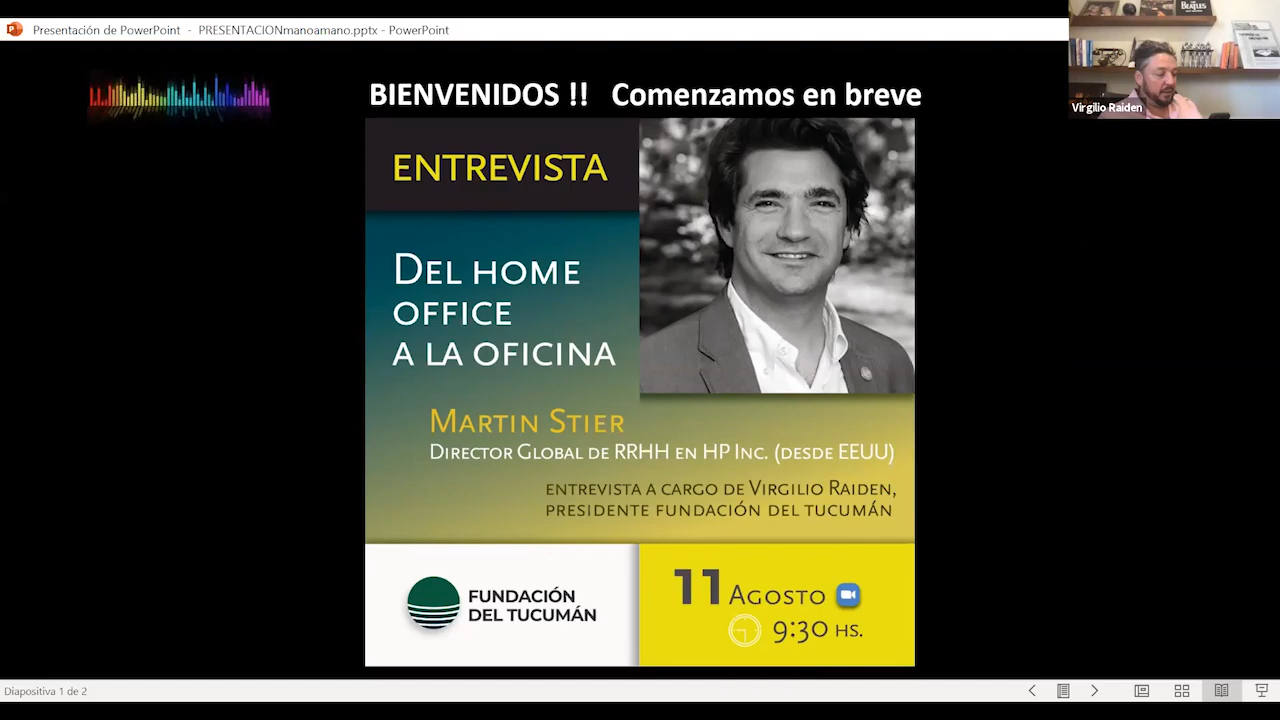 Presentación de PowerPoint - PRESENTACIONmanoamano.pptx - PowerPoint
THE BEATLES
Virgilio Raiden
BIENVENIDOS !! Comenzamos en breve
ENTREVISTA
DEL HOME
OFFICE
A LA OFICINA
MARTIN STIER
DIRECTOR GLOBAL DE RRHH EN HP INC. (DESDE EEUU)
ENTREVISTA A CARGO DE VIRGILIO RAIDEN,
PRESIDENTE FUNDACIÓN DEL TUCUMÁN
FUNDACIÓN
DEL TUCUMÁN
11 AGOSTO
9:30 HS.
Diapositiva 1 de 2